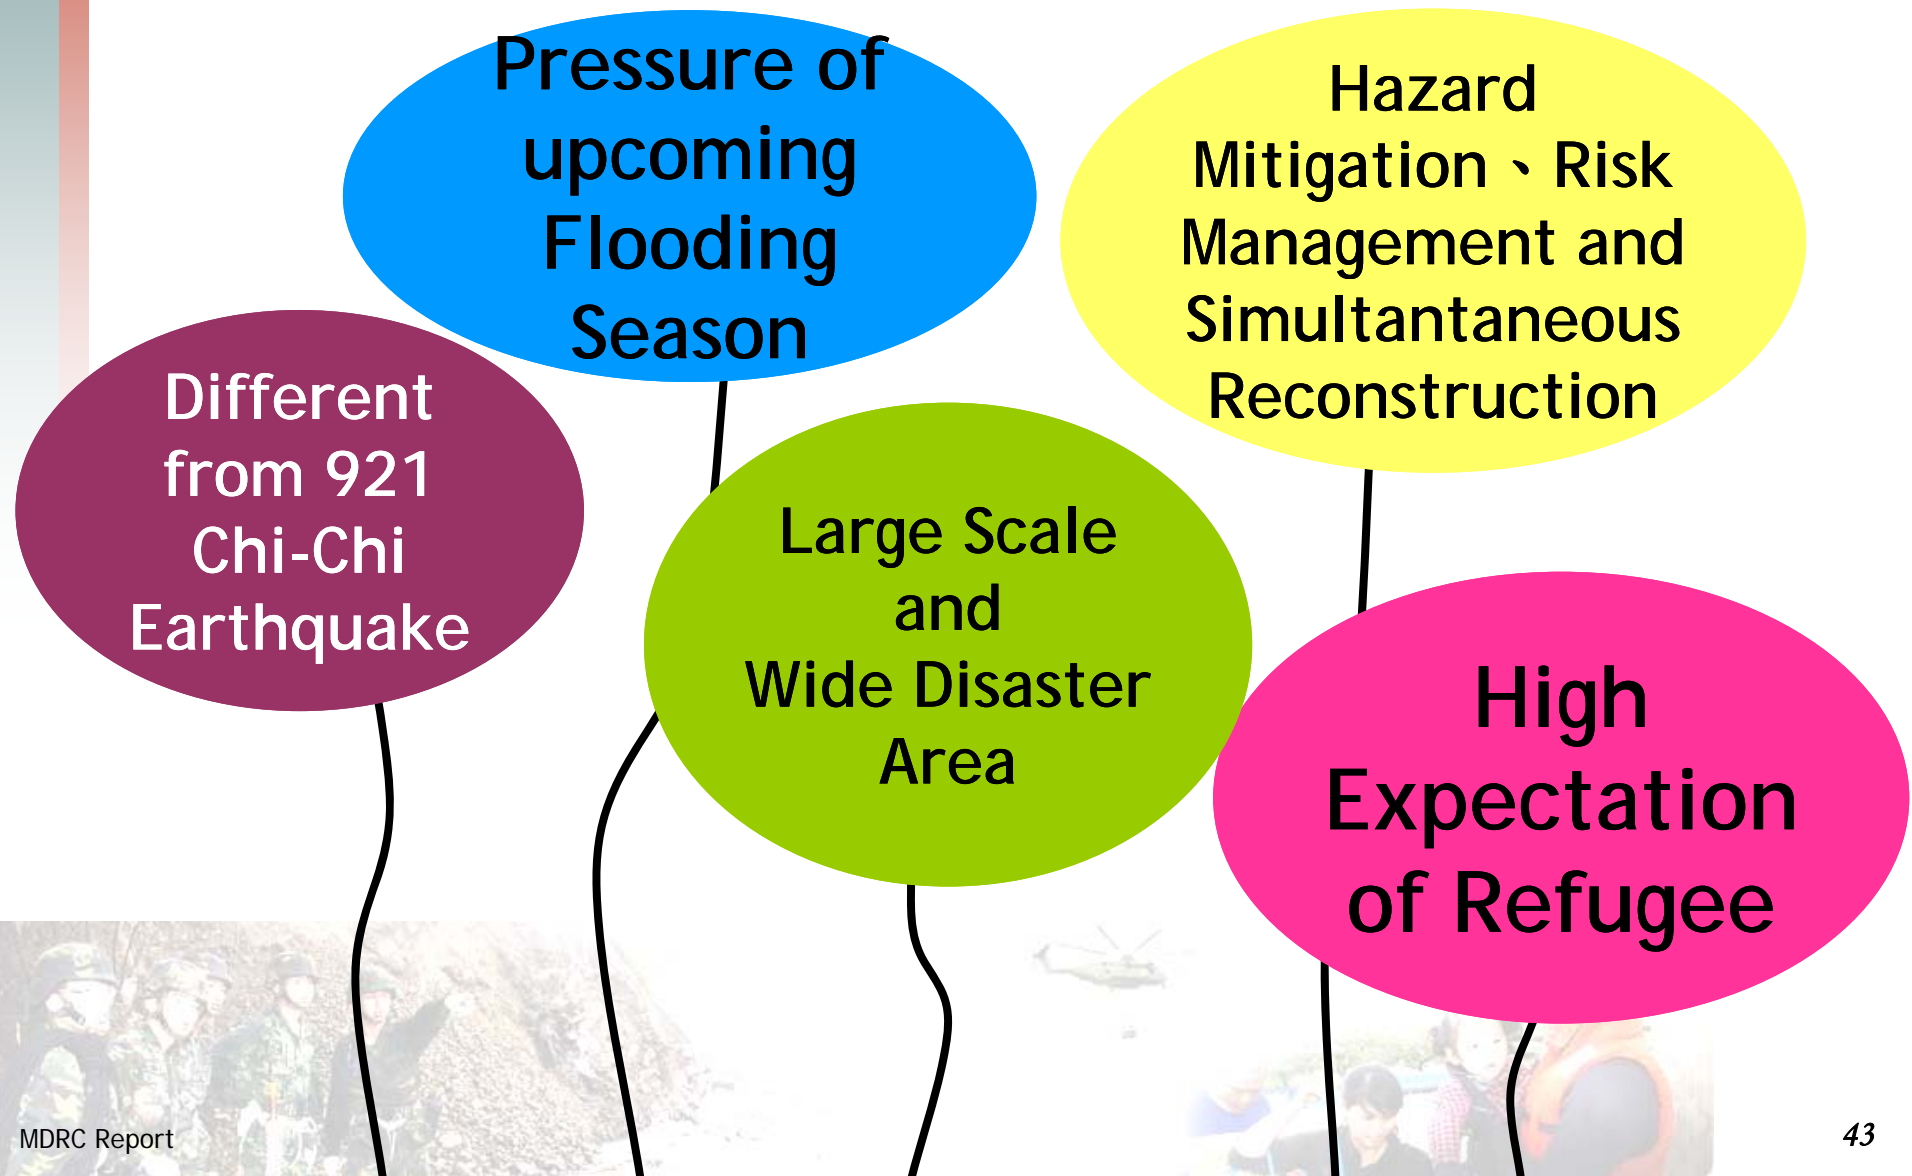 Pressure of
upcoming
Flooding
Season
Hazard
Mitigation、Risk
Management and
Simultantaneous
Reconstruction
Different
from 921
Chi-Chi
Earthquake
Large Scale
and
Wide Disaster
Area
High
Expectation
of Refugee
MDRC Report
43